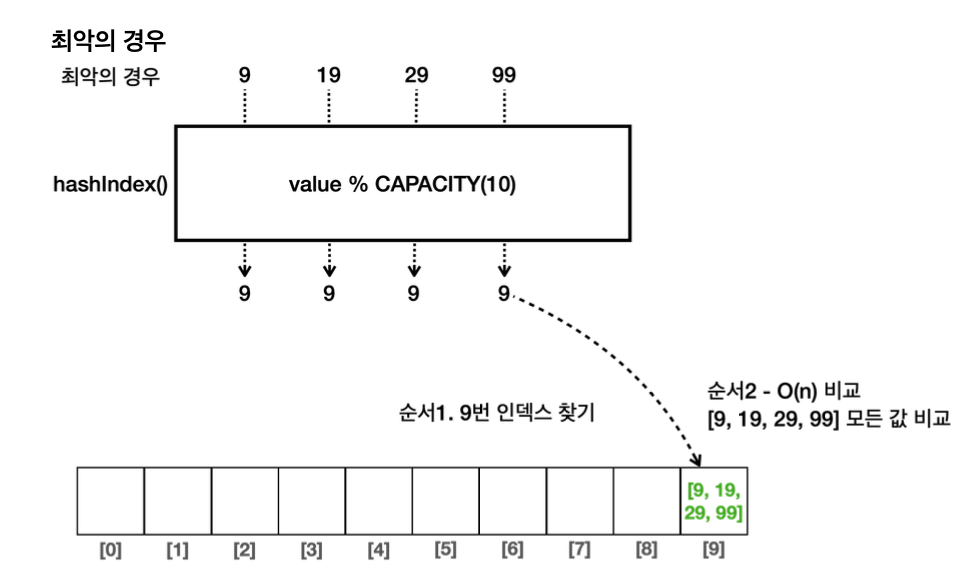 최악의 경우
최악의 경우 9 19 29 99
hashIndex() value % CAPACITY(10)
9 9 9 9
순서2 - O(n) 비교
순서1. 9번 인덱스 찾기
[9, 19, 29, 99] 모든 값 비교
[9, 19,
29, 99]
[0] [1] [2] [3] [4] [5] [6] [7] [8] [9]